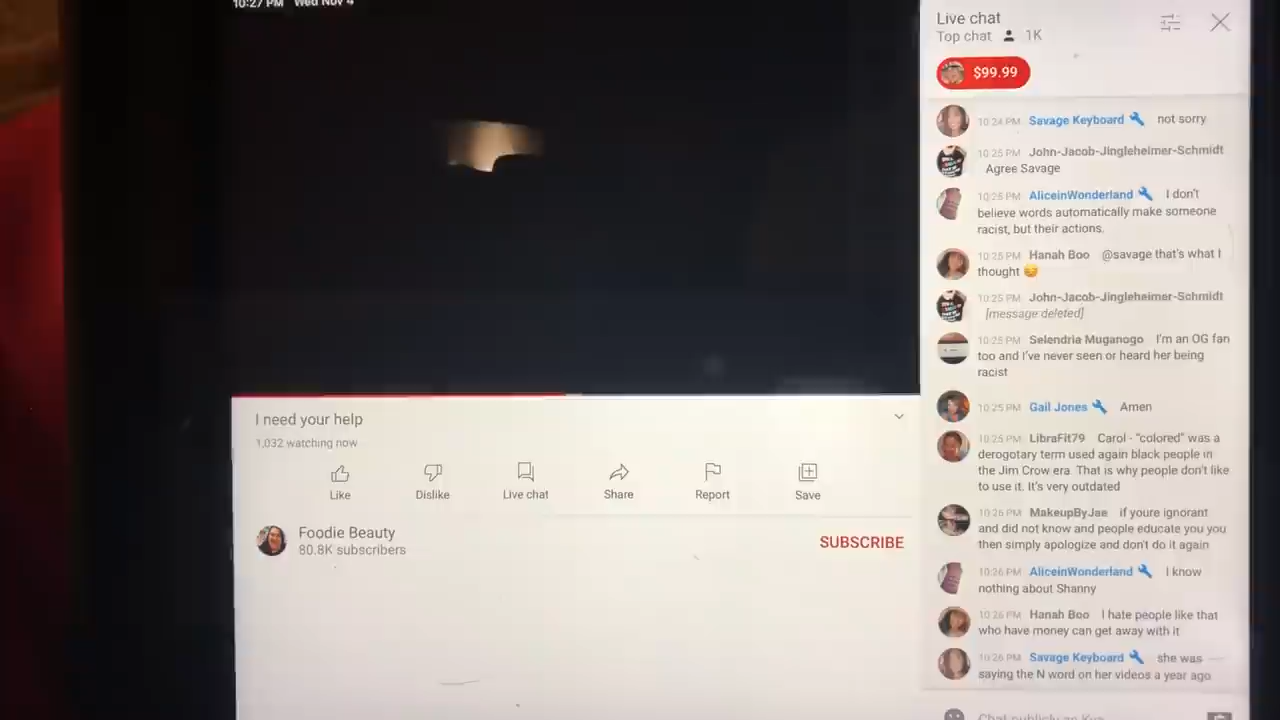 10:27 PM Wed Nov 4
I need your help
1,032 watching now
Like
Dislike
Live chat
Share
Report
Save
Foodie Beauty
80.8K subscribers
SUBSCRIBE
Live chat
Top chat 1K
$99.99
10:24 PM Savage Keyboard not sorry
10:25 PM John-Jacob-Jingleheimer-Schmidt
Agree Savage
10:25 PM AliceinWonderland I don't
believe words automatically make someone
racist, but their actions.
10:25 PM Hanah Boo @savage that's what I
thought 😔
10:25 PM John-Jacob-Jingleheimer-Schmidt
[message deleted]
10:25 PM Selendria Muganogo I'm an OG fan
too and I've never seen or heard her being
racist
10:25 PM Gail Jones Amen
10:25 PM LibraFit79 Carol - "colored" was a
derogotary term used again black people in
the Jim Crow era. That is why people don't like
to use it. It's very outdated
10:26 PM MakeupByJae if youre ignorant
and did not know and people educate you you
then simply apologize and don't do it again
10:26 PM AliceinWonderland I know
nothing about Shanny
10:26 PM Hanah Boo I hate people like that
who have money can get away with it
10:26 PM Savage Keyboard she was
saying the N word on her videos a year ago
Chat publicly as